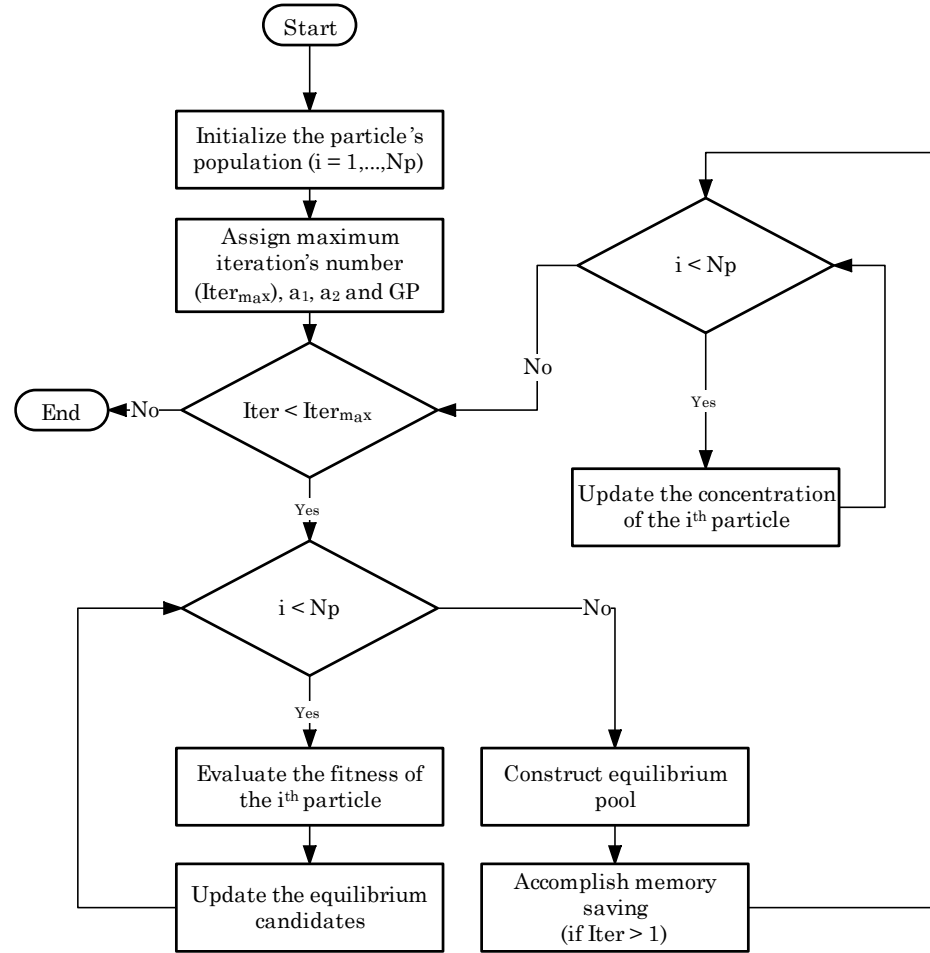 Start
Initialize the particle's
population (i = 1,...,Np)
Assign maximum
iteration's number
(Iterₘₐₓ), a₁, a₂ and GP
Iter < Iterₘₐₓ
No
End
Yes
i < Np
Yes
No
Evaluate the fitness of
the iᵗʰ particle
Update the equilibrium
candidates
Construct equilibrium
pool
Accomplish memory
saving
(if Iter > 1)
i < Np
No
Yes
Update the concentration
of the iᵗʰ particle